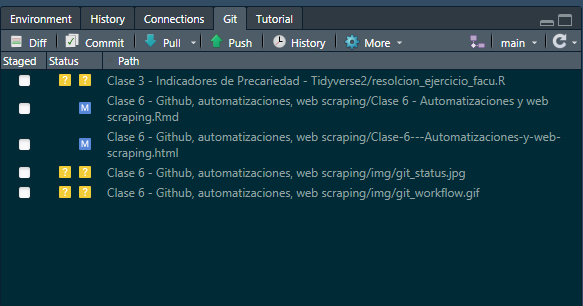 Environment History Connections Git Tutorial
Diff Commit Pull Push History More main
Staged Status Path
? ? Clase 3 - Indicadores de Precariedad - Tidyverse2/resolcion_ejercicio_facu.R
M Clase 6 - Github, automatizaciones, web scraping/Clase 6 - Automatizaciones y web
scraping.Rmd
M Clase 6 - Github, automatizaciones, web scraping/Clase-6---Automatizaciones-y-web-
scraping.html
? ? Clase 6 - Github, automatizaciones, web scraping/img/git_status.jpg
? ? Clase 6 - Github, automatizaciones, web scraping/img/git_workflow.gif